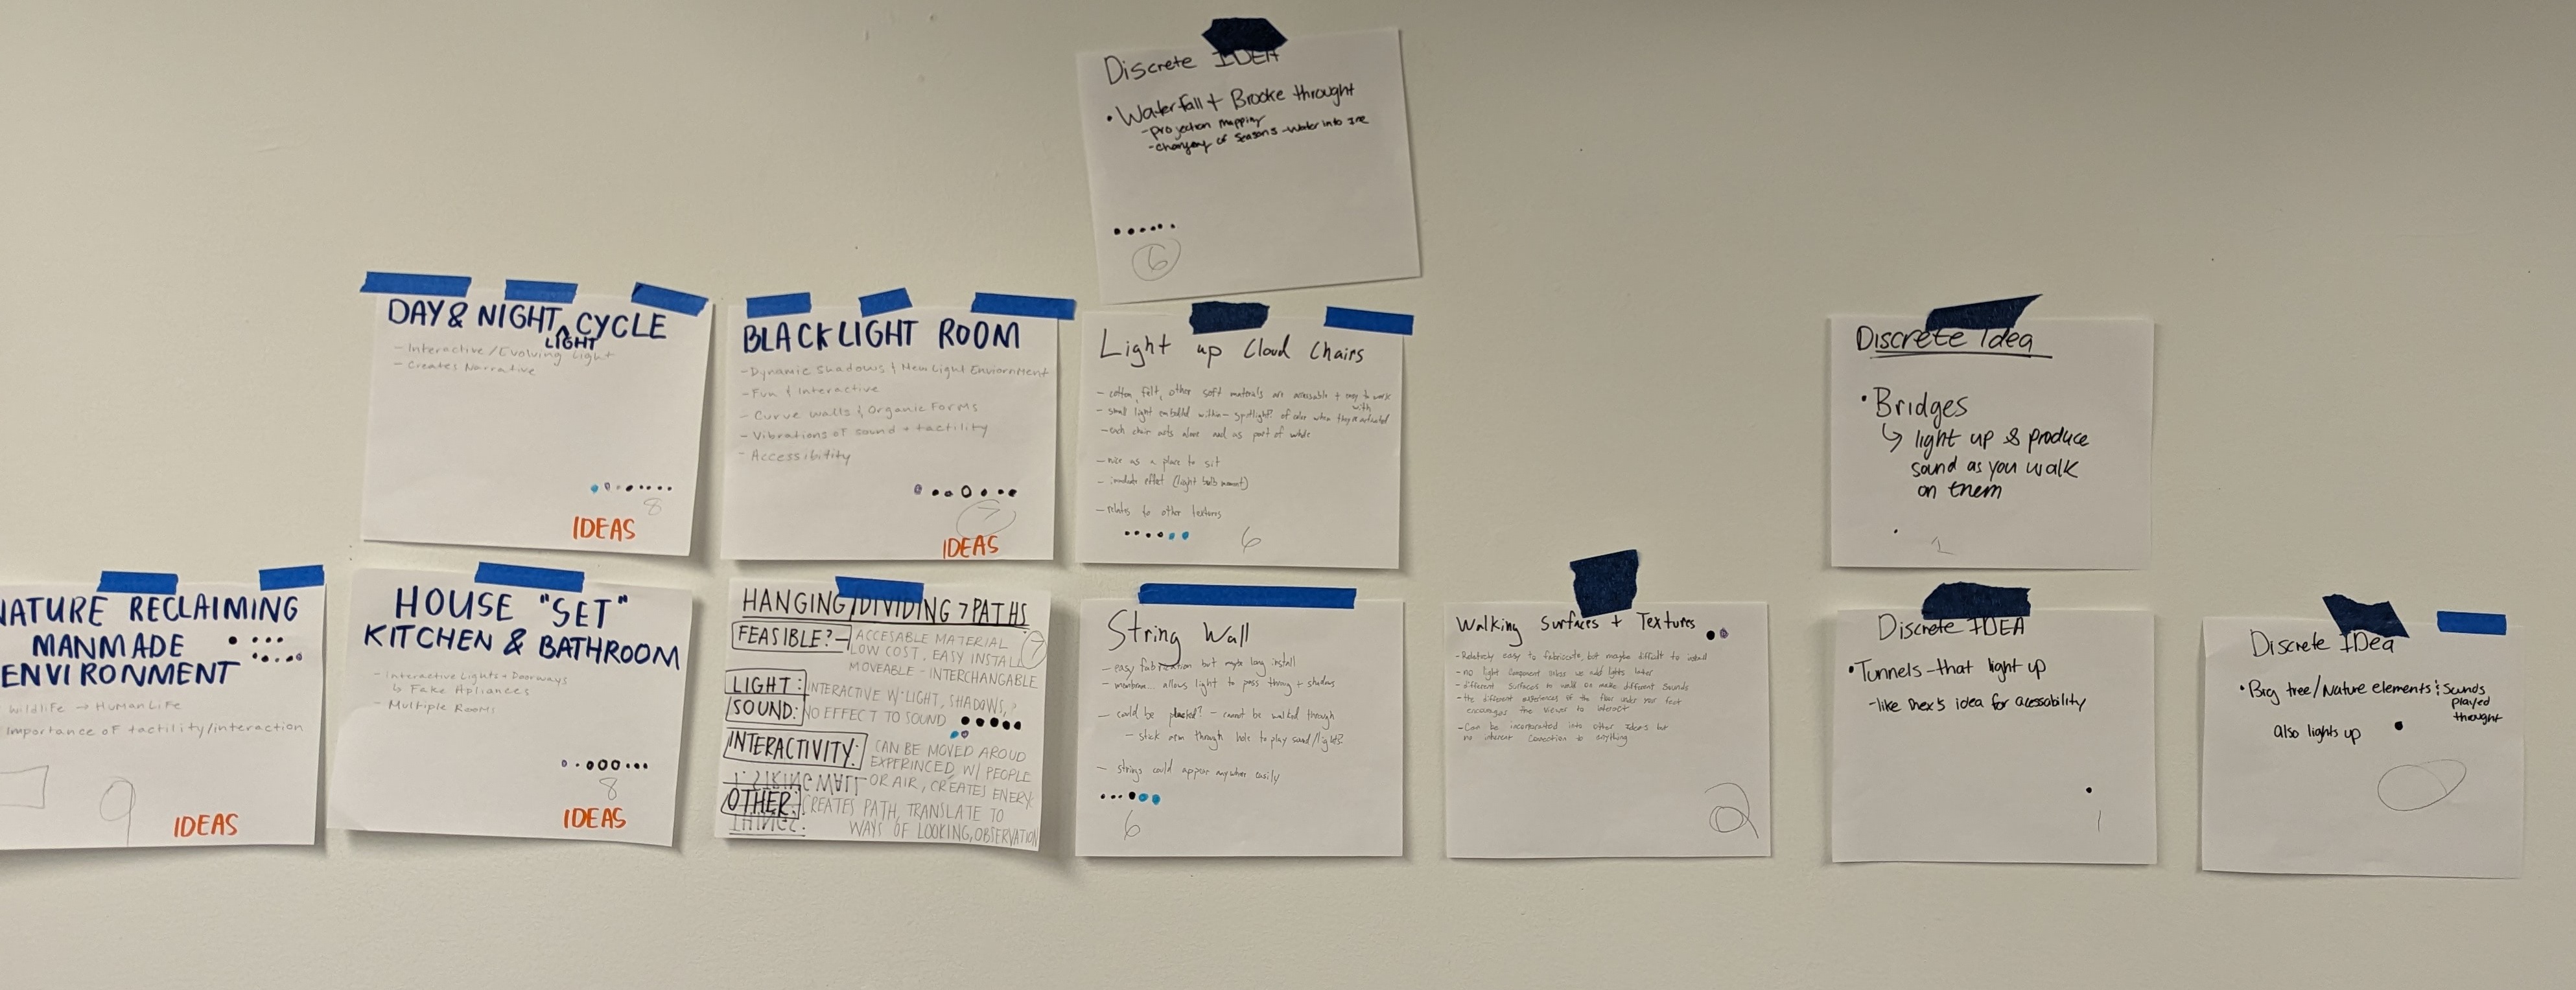 Discrete IDEA
• Waterfall + Brooke throught
- projection mapping
- changing of seasons - water into Ice
6
DAY & NIGHT CYCLE
LIGHT
- Interactive/Evolving Light
- Creates Narrative
8
IDEAS
BLACKLIGHT ROOM
- Dynamic Shadows & New Light Enviornment
- Fun & Interactive
- Curve walls & Organic Forms
- Vibrations of sound + tactility
- Accessibility
7
IDEAS
Light up Cloud Chairs
- cotton, felt, other soft materials are accessible + easy to work
with
- small light embedded within - spotlight? of color when they're activated
- each chair acts alone and as part of whole
- nice as a place to sit
- immediate effect (light bulb moment)
- relates to other textures
6
Discrete Idea
• Bridges
↳ light up & produce
sound as you walk
on them
1
NATURE RECLAIMING
MANMADE
ENVIRONMENT
wildlife → Human Life
Importance of tactility/interaction
9
IDEAS
HOUSE "SET"
KITCHEN & BATHROOM
- Interactive Lights + Doorways
↳ Fake Apliances
- Multiple Rooms
8
IDEAS
HANGING/DIVIDING > PATHS
FEASIBLE? - ACCESABLE MATERIAL
LOW COST, EASY INSTALL
MOVEABLE - INTERCHANGABLE
7
LIGHT: INTERACTIVE W/ LIGHT, SHADOWS,
SOUND: NO EFFECT TO SOUND
INTERACTIVITY: CAN BE MOVED AROUD
EXPERINCED W/ PEOPLE
OR AIR, CREATES ENERY
OTHER: CREATES PATH, TRANSLATE TO
THINGS:
WAYS OF LOOKING, OBSERVATION
String Wall
- easy fabrication but maybe long install
- membrane... allows light to pass through + shadows
- could be plucked? - cannot be walked through
- stick arm through hole to play sound/lights?
- strings could appear anywhere easily
6
Walking Surfaces + Textures
- Relatively easy to fabricate, but maybe difficult to install
- no light component unless we add lights later
- different surfaces to walk on make different sounds
- the different experiences of the floor under your feet
encourages the viewer to interact
- Can be incorporated into other ideas but
no inherent connection to anything
2
Discrete IDEA
• Tunnels - that light up
- like Dex's idea for acessability
1
Discrete IDea
• Big tree/Nature elements & sounds
played
throught
also lights up